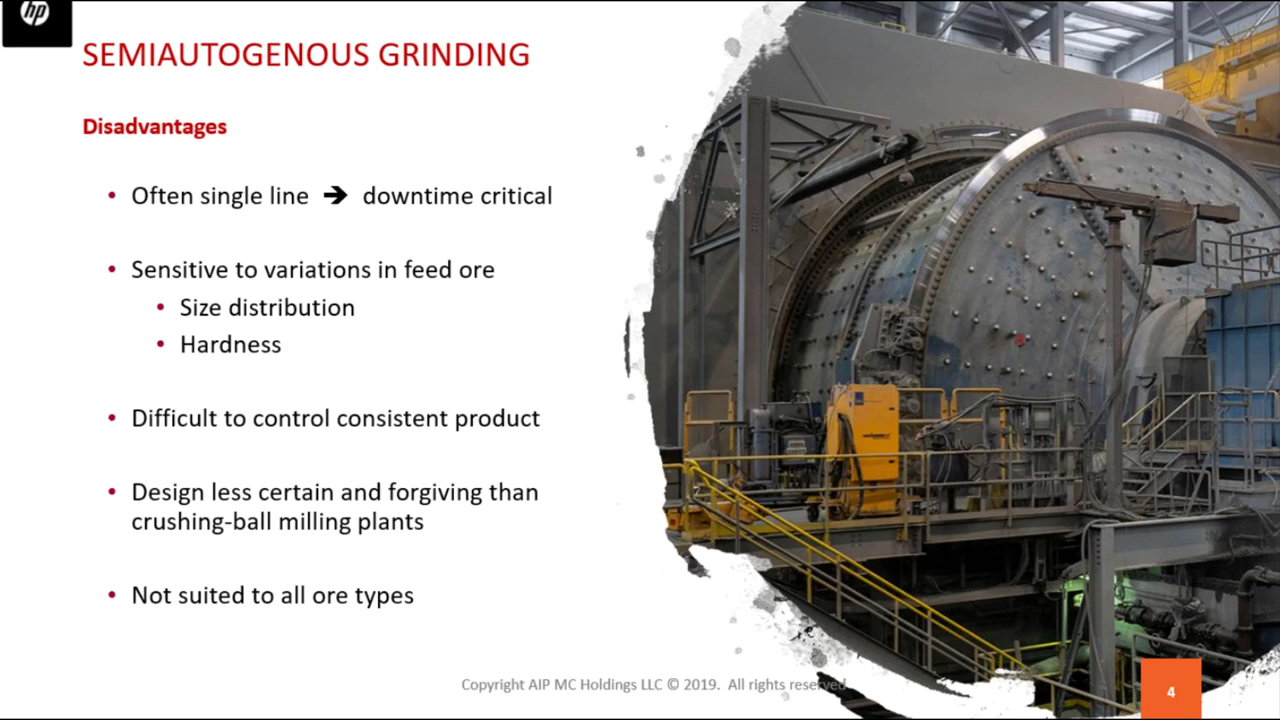 hp
SEMIAUTOGENOUS GRINDING
Disadvantages
• Often single line ➔ downtime critical
• Sensitive to variations in feed ore
• Size distribution
• Hardness
• Difficult to control consistent product
• Design less certain and forgiving than
crushing-ball milling plants
• Not suited to all ore types
Copyright AIP MC Holdings LLC © 2019. All rights reserved
4